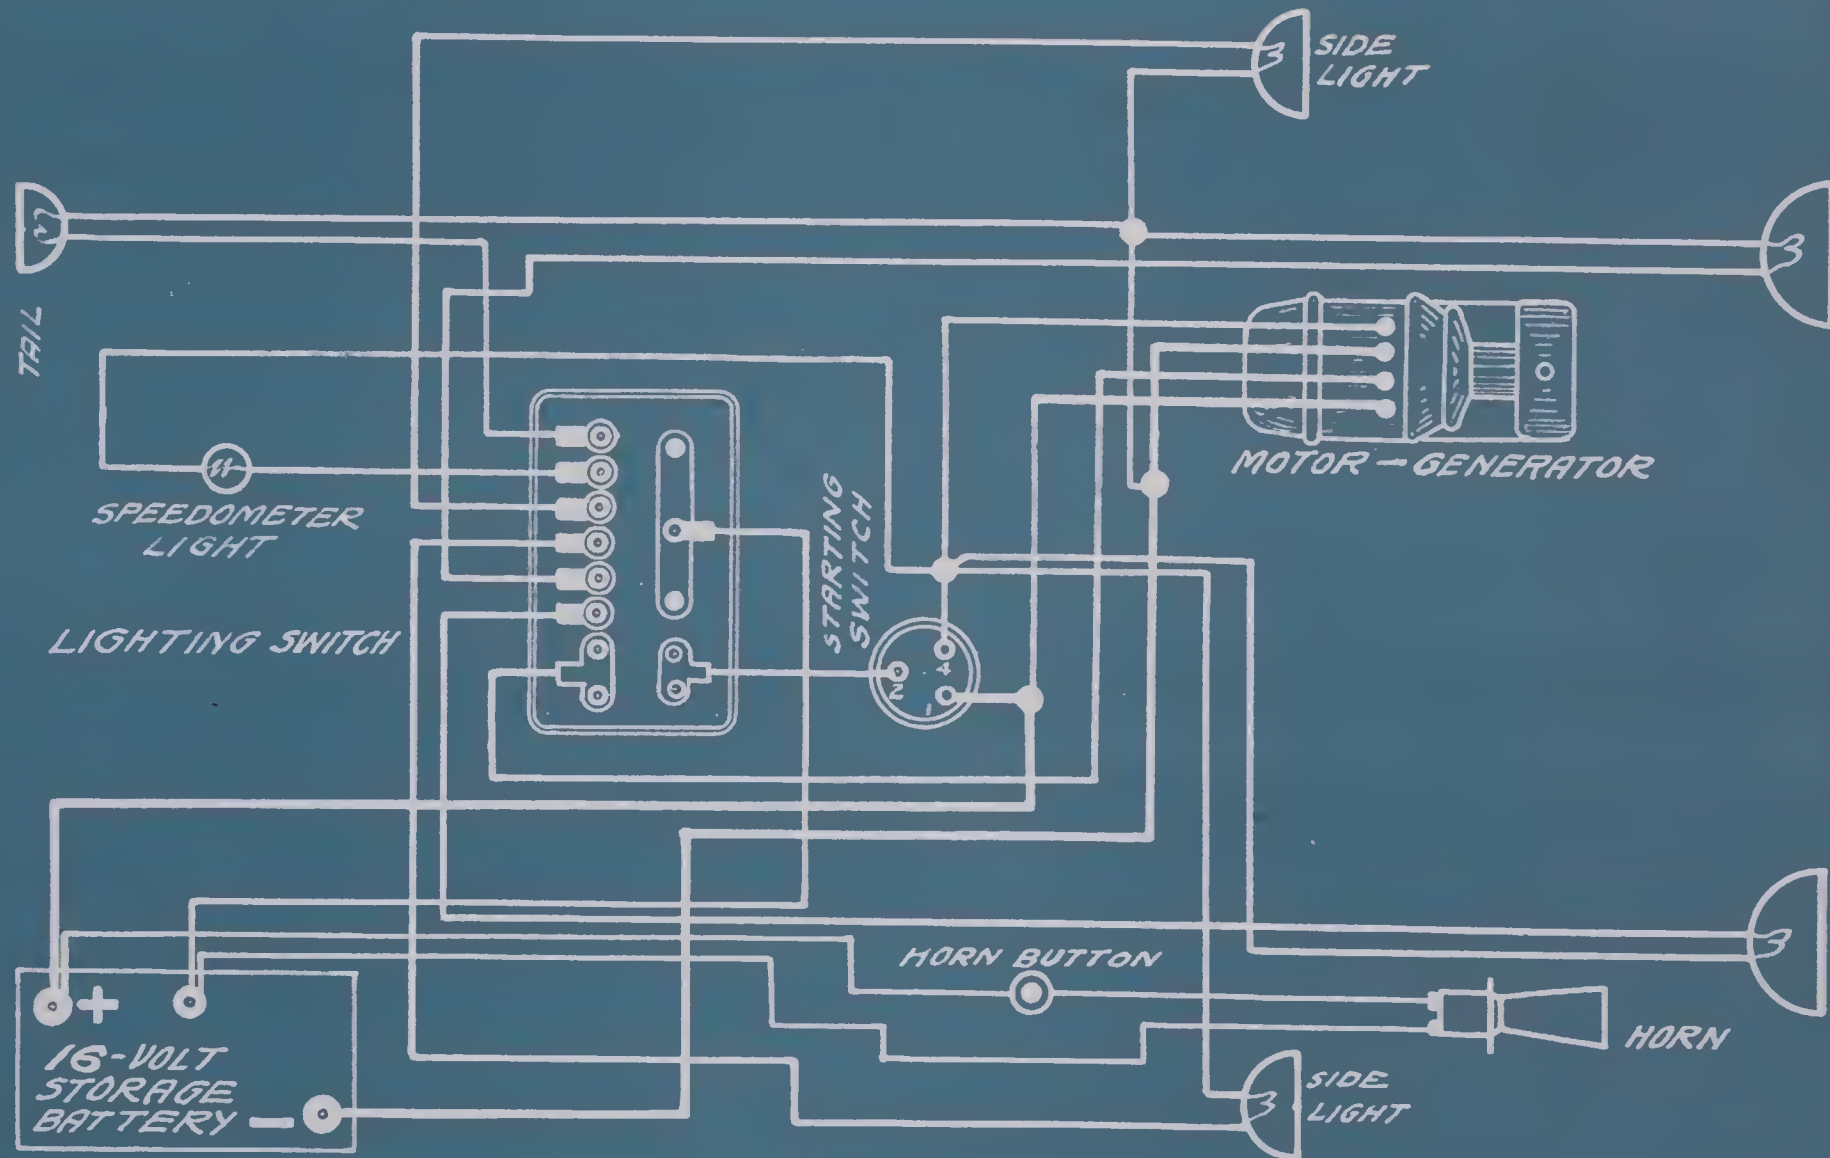 SIDE
LIGHT
TAIL
MOTOR-GENERATOR
SPEEDOMETER
LIGHT
STARTING
SWITCH
LIGHTING SWITCH
4
2
1
HORN BUTTON
+
16-VOLT
STORAGE
BATTERY -
HORN
SIDE
LIGHT